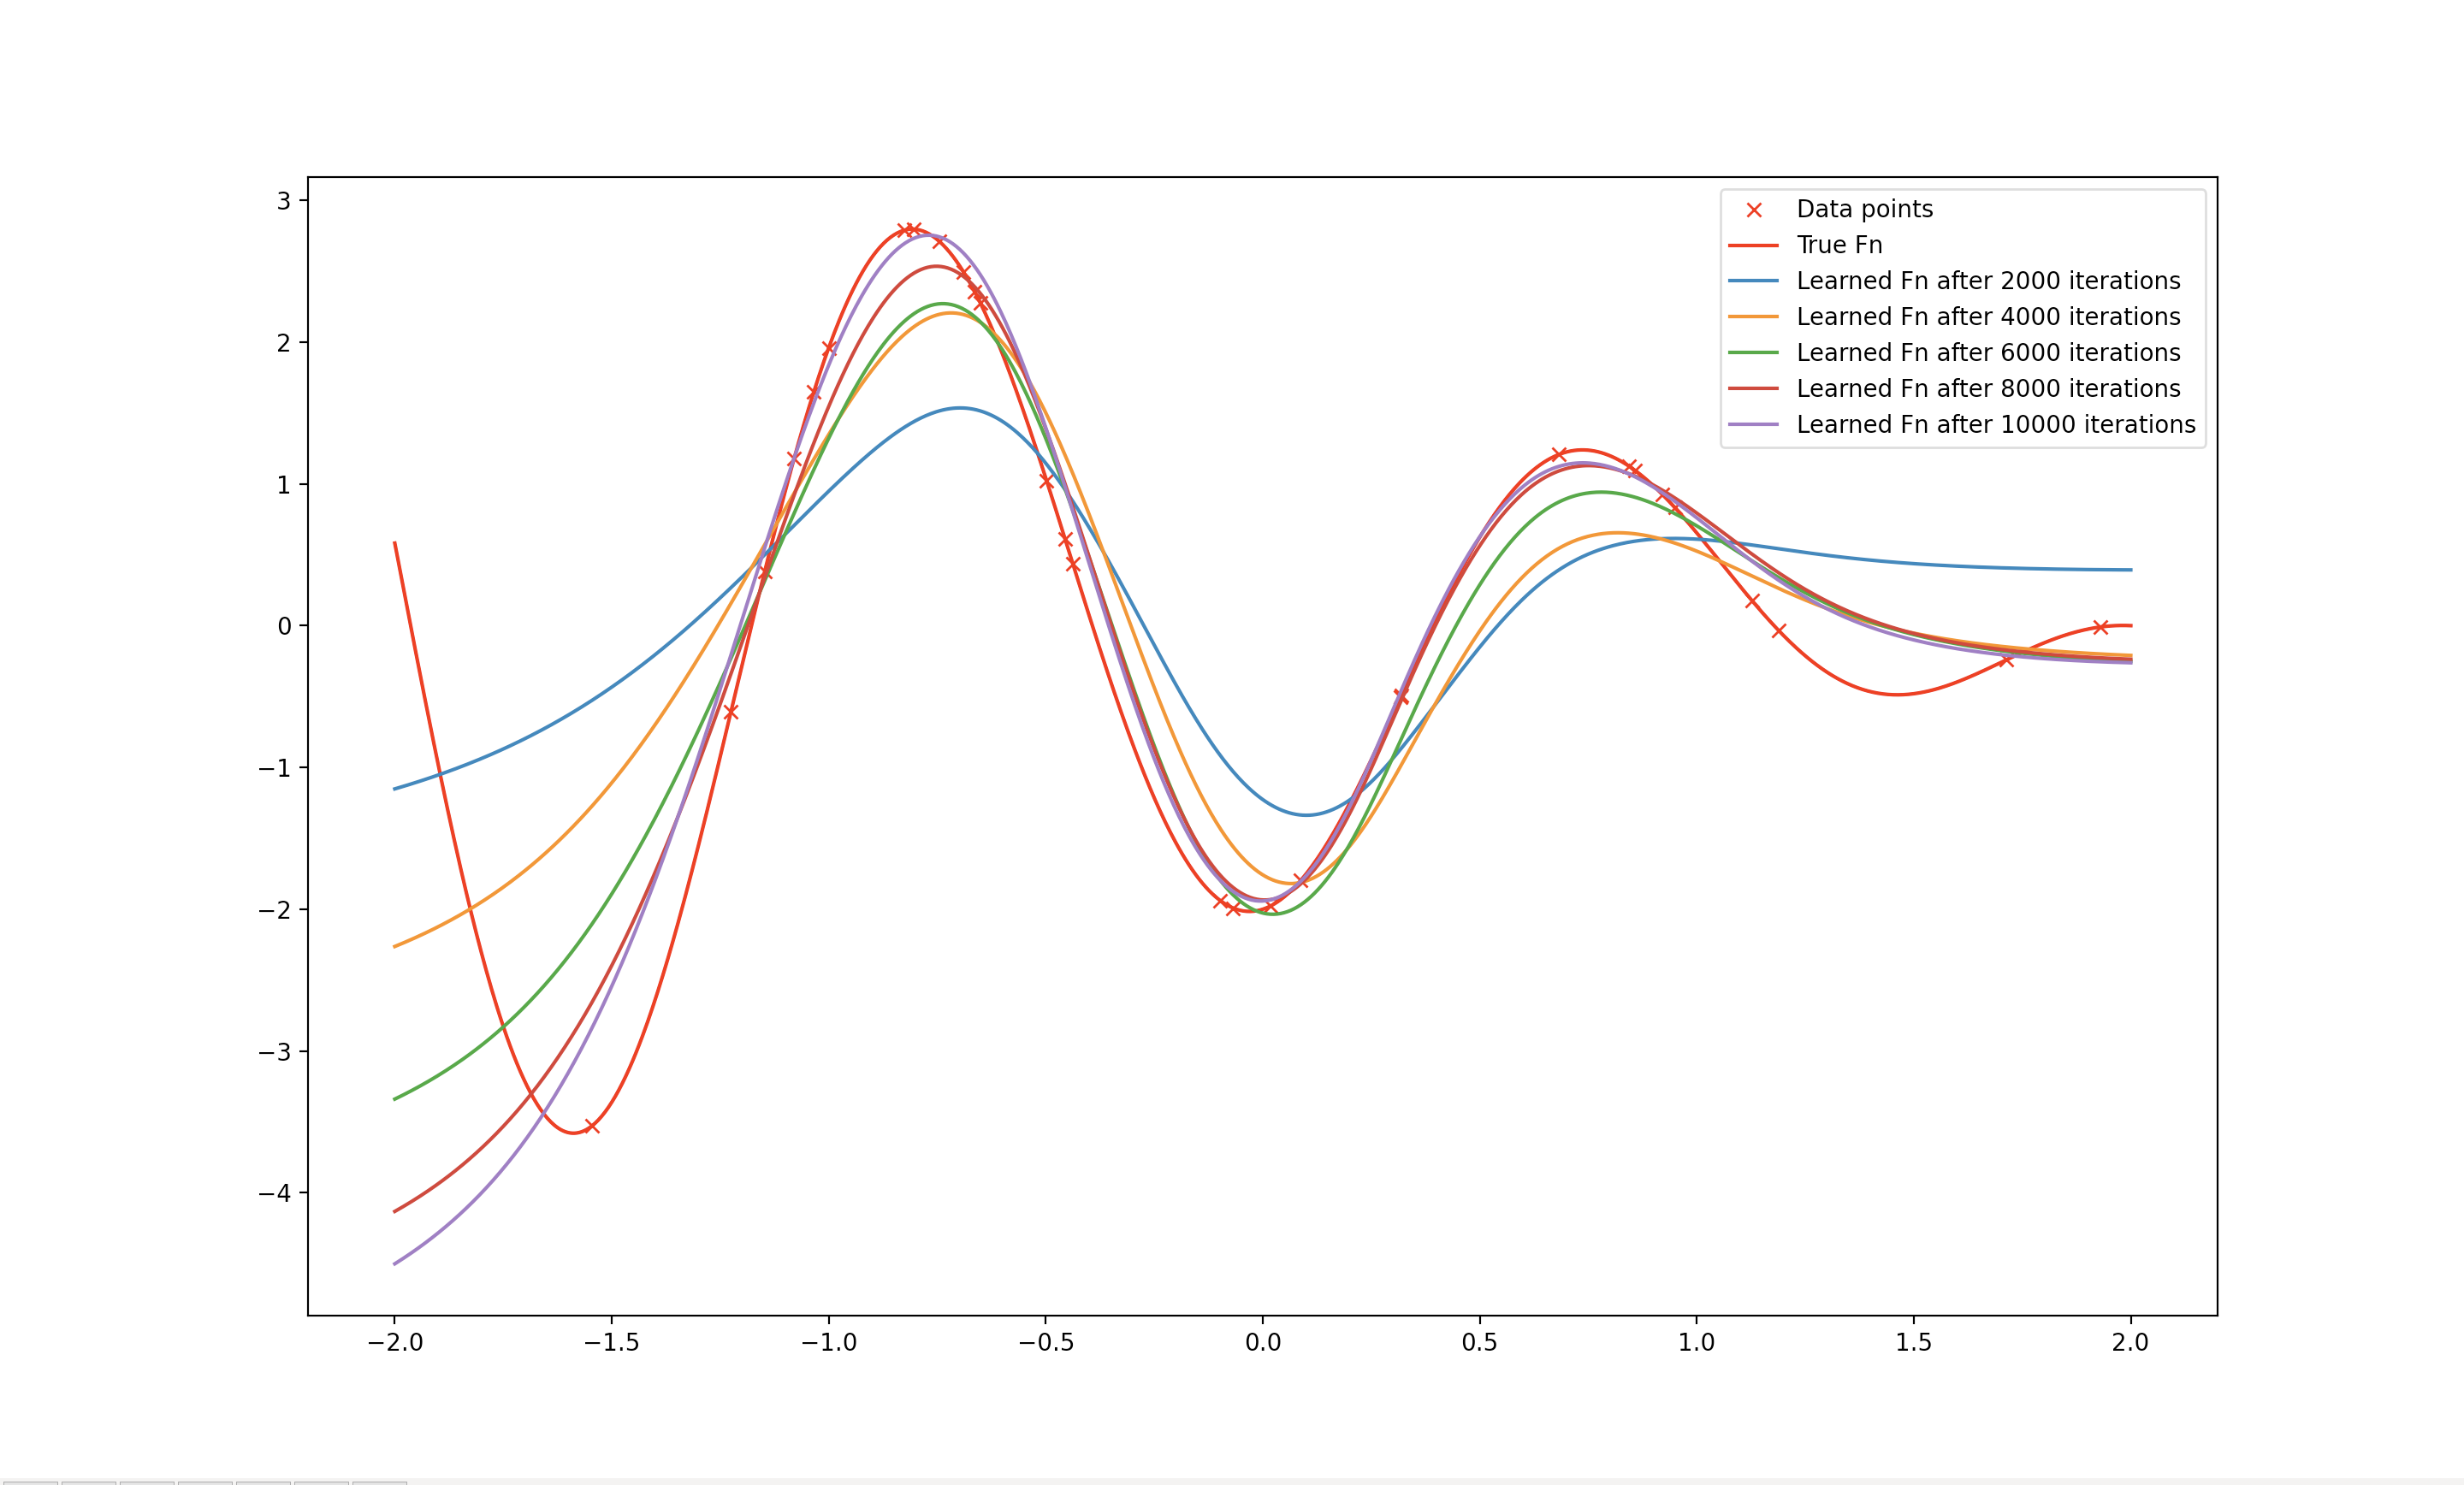 3
2
1
0
−1
−2
−3
−4
−2.0 −1.5 −1.0 −0.5 0.0 0.5 1.0 1.5 2.0
Data points
True Fn
Learned Fn after 2000 iterations
Learned Fn after 4000 iterations
Learned Fn after 6000 iterations
Learned Fn after 8000 iterations
Learned Fn after 10000 iterations